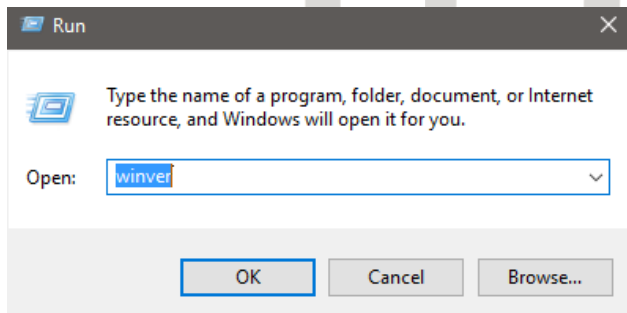 Run
Type the name of a program, folder, document, or Internet
resource, and Windows will open it for you.
Open: winver
OK Cancel Browse...